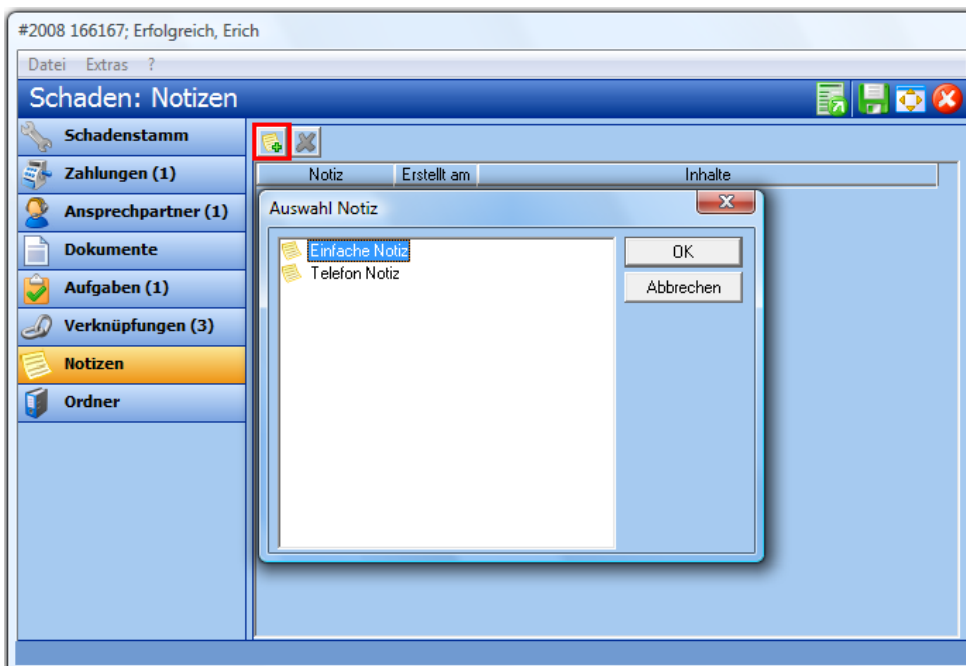 #2008 166167; Erfolgreich, Erich
Datei Extras ?
Schaden: Notizen
Schadenstamm
Zahlungen (1)
Ansprechpartner (1)
Dokumente
Aufgaben (1)
Verknüpfungen (3)
Notizen
Ordner
Notiz Erstellt am Inhalte
Auswahl Notiz
Einfache Notiz
Telefon Notiz
OK
Abbrechen